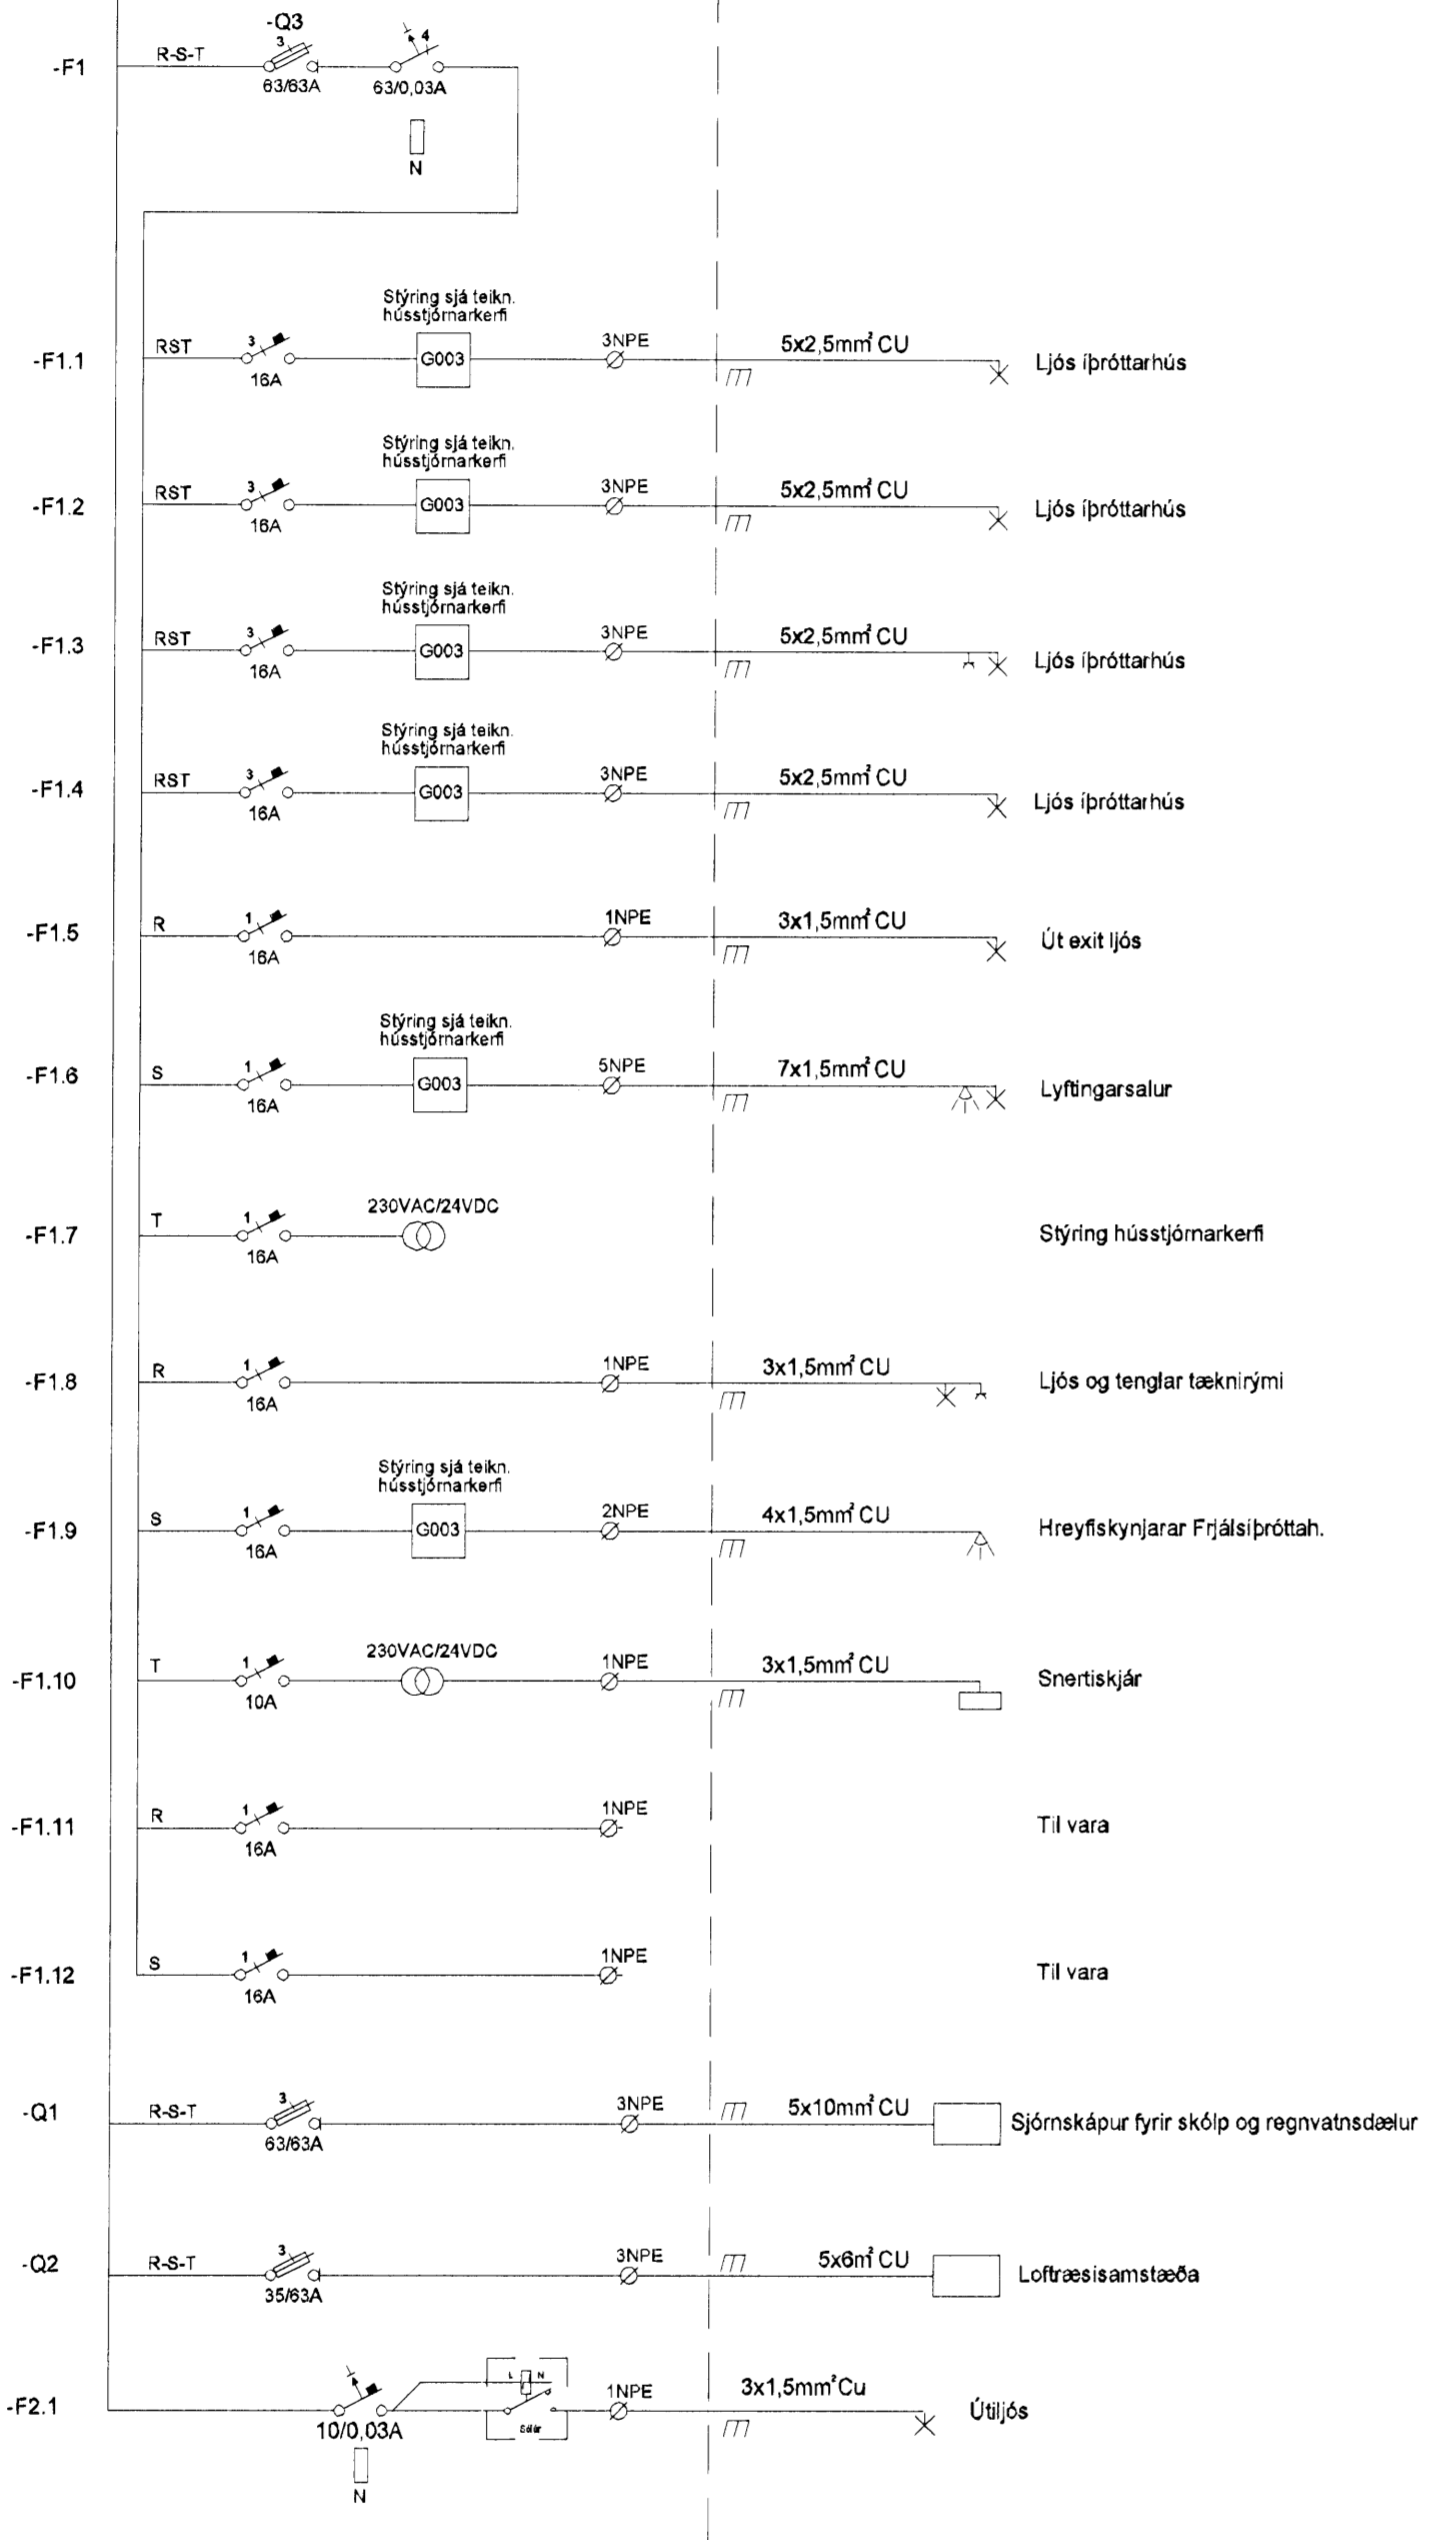 -Q3
-F1 R-S-T 3 4
63/63A 63/0,03A
N
Stýring sjá teikn.
hússtjórnarkerfi
-F1.1 RST 3 G003 3NPE 5x2,5mm² CU Ljós íþróttarhús
16A
Stýring sjá teikn.
hússtjórnarkerfi
-F1.2 RST 3 G003 3NPE 5x2,5mm² CU Ljós íþróttarhús
16A
Stýring sjá teikn.
hússtjórnarkerfi
-F1.3 RST 3 G003 3NPE 5x2,5mm² CU Ljós íþróttarhús
16A
Stýring sjá teikn.
hússtjórnarkerfi
-F1.4 RST 3 G003 3NPE 5x2,5mm² CU Ljós íþróttarhús
16A
-F1.5 R 1 1NPE 3x1,5mm² CU Út exit ljós
16A
Stýring sjá teikn.
hússtjórnarkerfi
-F1.6 S 1 G003 5NPE 7x1,5mm² CU Lyftingarsalur
16A
230VAC/24VDC
-F1.7 T 1 Stýring hússtjórnarkerfi
16A
-F1.8 R 1 1NPE 3x1,5mm² CU Ljós og tenglar tæknirými
16A
Stýring sjá teikn.
hússtjórnarkerfi
-F1.9 S 1 G003 2NPE 4x1,5mm² CU Hreyfiskynjarar Frjálsíþróttah.
16A
230VAC/24VDC
-F1.10 T 1 1NPE 3x1,5mm² CU Snertiskjár
10A
-F1.11 R 1 1NPE Til vara
16A
-F1.12 S 1 1NPE Til vara
16A
-Q1 R-S-T 3 3NPE 5x10mm² CU Sjórnskápur fyrir skólp og regnvatnsdælur
63/63A
-Q2 R-S-T 3 3NPE 5x6m² CU Loftræsisamstæða
35/63A
L N
-F2.1 1NPE 3x1,5mm²Cu Útiljós
10/0,03A
N